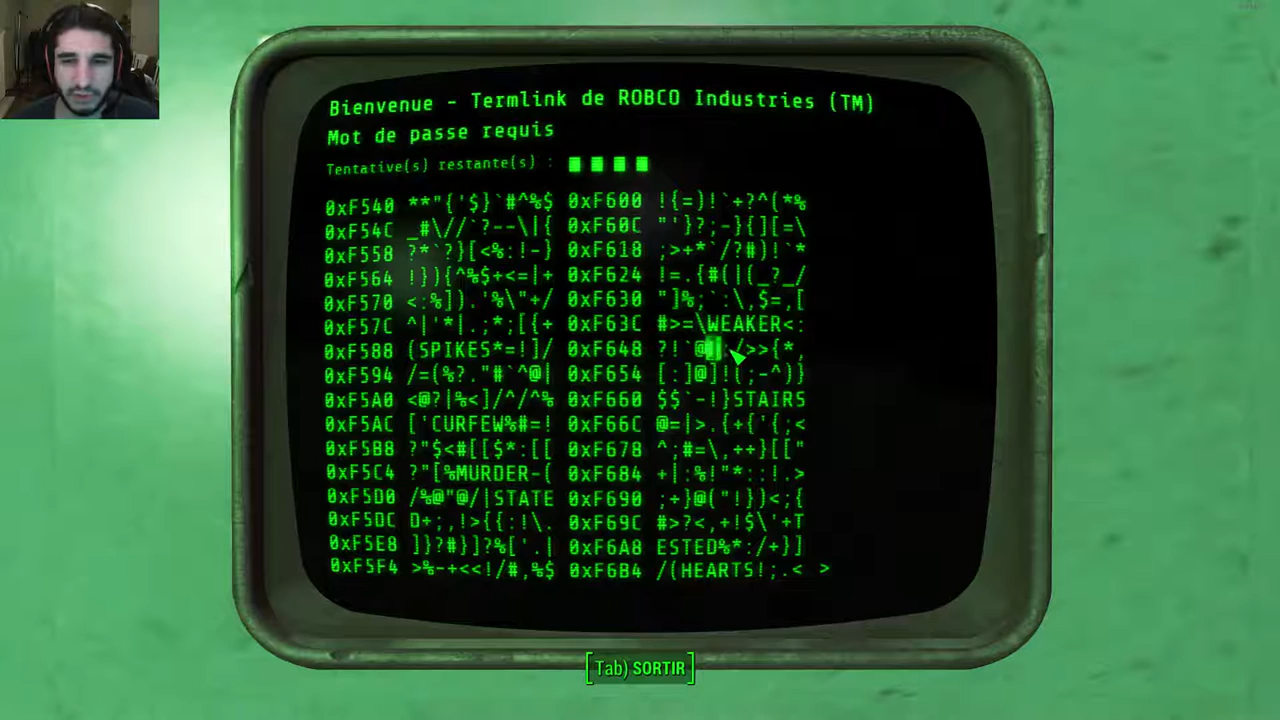 Bienvenue - Termlink de ROBCO Industries (TM)
Mot de passe requis
Tentative(s) restante(s) :
0xF540 **"{'$}`#^%$ 0xF600 !{=)!`+?^(*%
0xF54C _#\//`?--\|{ 0xF60C "'}?;-}{][=\
0xF558 ?*`?}[<%:!-} 0xF618 ;>+*`/?#)!`*
0xF564 !}){^%$+<=|+ 0xF624 !=.{#(|(_?_/
0xF570 <:%]).'%\"+/ 0xF630 "]%;`:\,$=,[
0xF57C ^|'*|.;*;[{+ 0xF63C #>=\WEAKER<:
0xF588 (SPIKES*=!]/ 0xF648 ?!`@ :/>>{*,
0xF594 /=(%?."#`^@| 0xF654 [:]@]!(;-^)}
0xF5A0 <@?|%<]/^/^% 0xF660 $$`-!}STAIRS
0xF5AC ['CURFEW%#=! 0xF66C @=|>.{+{'{;<
0xF5B8 ?"$<#[[$*:[[ 0xF678 ^;#=\,++}[["
0xF5C4 ?"[%MURDER-( 0xF684 +|:%!"*::!.>
0xF5D0 /%@"@/|STATE 0xF690 ;+}@("!})<;{
0xF5DC D+;,!>{{:!\. 0xF69C #>?<,+!$\'+T
0xF5E8 ]}?#}]?%['.| 0xF6A8 ESTED%*:/+}]
0xF5F4 >%-+<<!/#,%$ 0xF6B4 /(HEARTS!;.< >
[Tab) SORTIR]